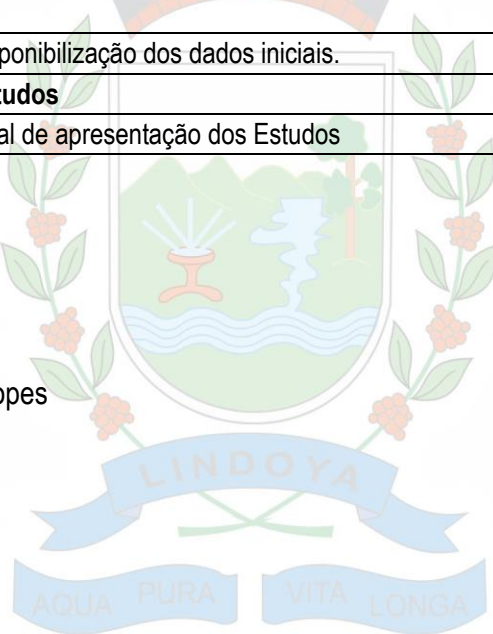 ponibilização dos dados iniciais.
tudos
al de apresentação dos Estudos
opes
LINDOYA
AQUA PURA VITA LONGA